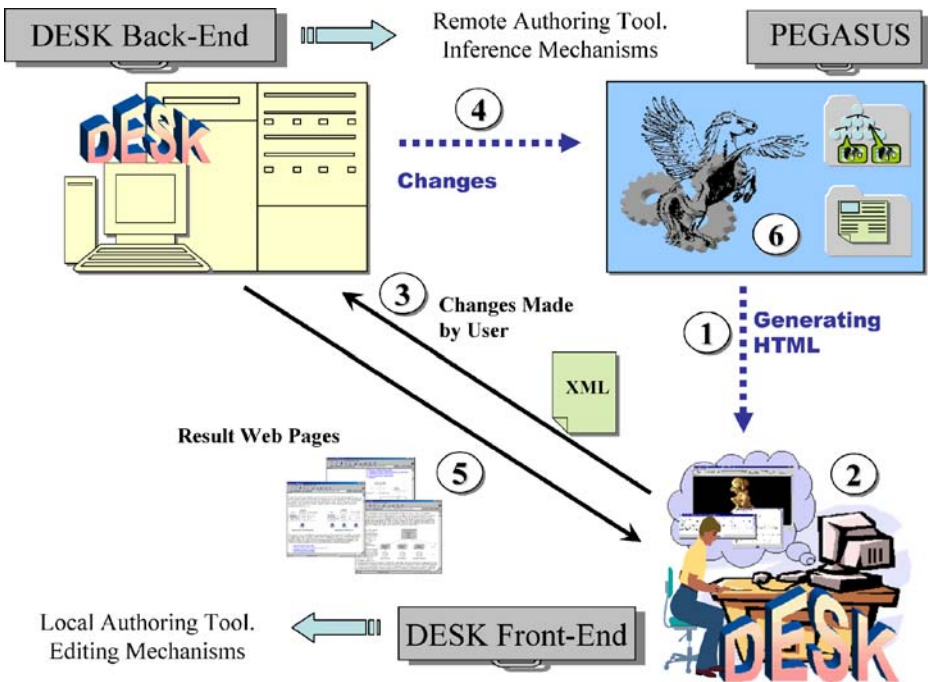 DESK Back-End
Remote Authoring Tool.
Inference Mechanisms
PEGASUS
DESK
4
Changes
6
3
Changes Made
by User
1
Generating
HTML
XML
Result Web Pages
5
2
Local Authoring Tool.
Editing Mechanisms
DESK Front-End
DESK